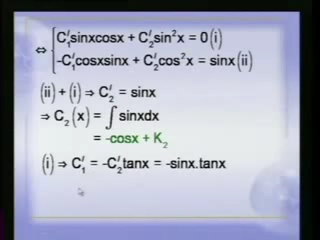 ⇔ { C₁′sinxcosx + C₂′sin²x = 0 (i)
-C₁′cosxsinx + C₂′cos²x = sinx (ii)
(ii) + (i) ⇒ C₂′ = sinx
⇒ C₂(x) = ∫ sinxdx
= -cosx + K₂
(i) ⇒ C₁′ = -C₂′tanx = -sinx.tanx